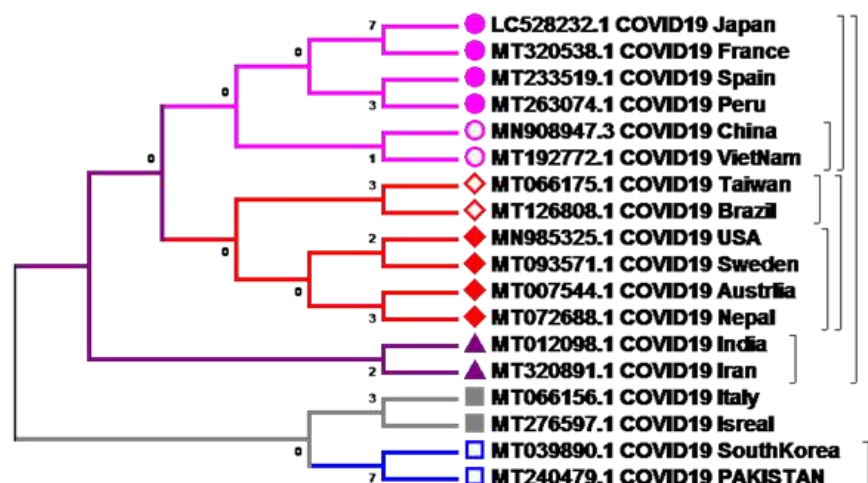 7 LC528232.1 COVID19 Japan
0 MT320538.1 COVID19 France
MT233519.1 COVID19 Spain
0 3 MT263074.1 COVID19 Peru
MN908947.3 COVID19 China
0 1 MT192772.1 COVID19 VietNam
3 MT066175.1 COVID19 Taiwan
MT126808.1 COVID19 Brazil
0 2 MN985325.1 COVID19 USA
MT093571.1 COVID19 Sweden
0 MT007544.1 COVID19 Austrlia
3 MT072688.1 COVID19 Nepal
MT012098.1 COVID19 India
2 MT320891.1 COVID19 Iran
3 MT066156.1 COVID19 Italy
MT276597.1 COVID19 Isreal
0 MT039890.1 COVID19 SouthKorea
7 MT240479.1 COVID19 PAKISTAN